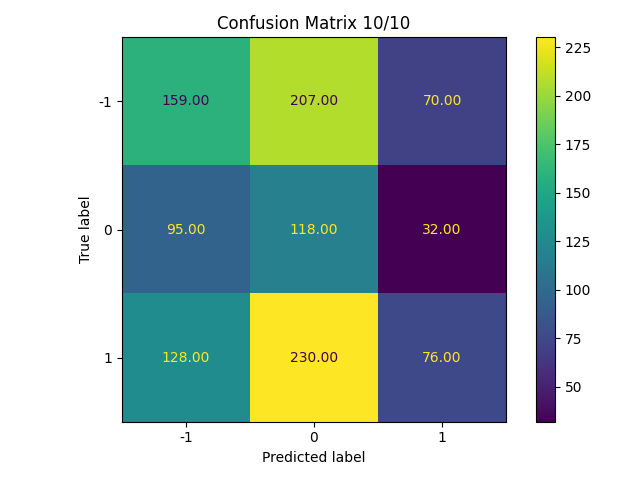 Confusion Matrix 10/10
True label
-1 159.00 207.00 70.00
0 95.00 118.00 32.00
1 128.00 230.00 76.00
-1 0 1
Predicted label
225
200
175
150
125
100
75
50